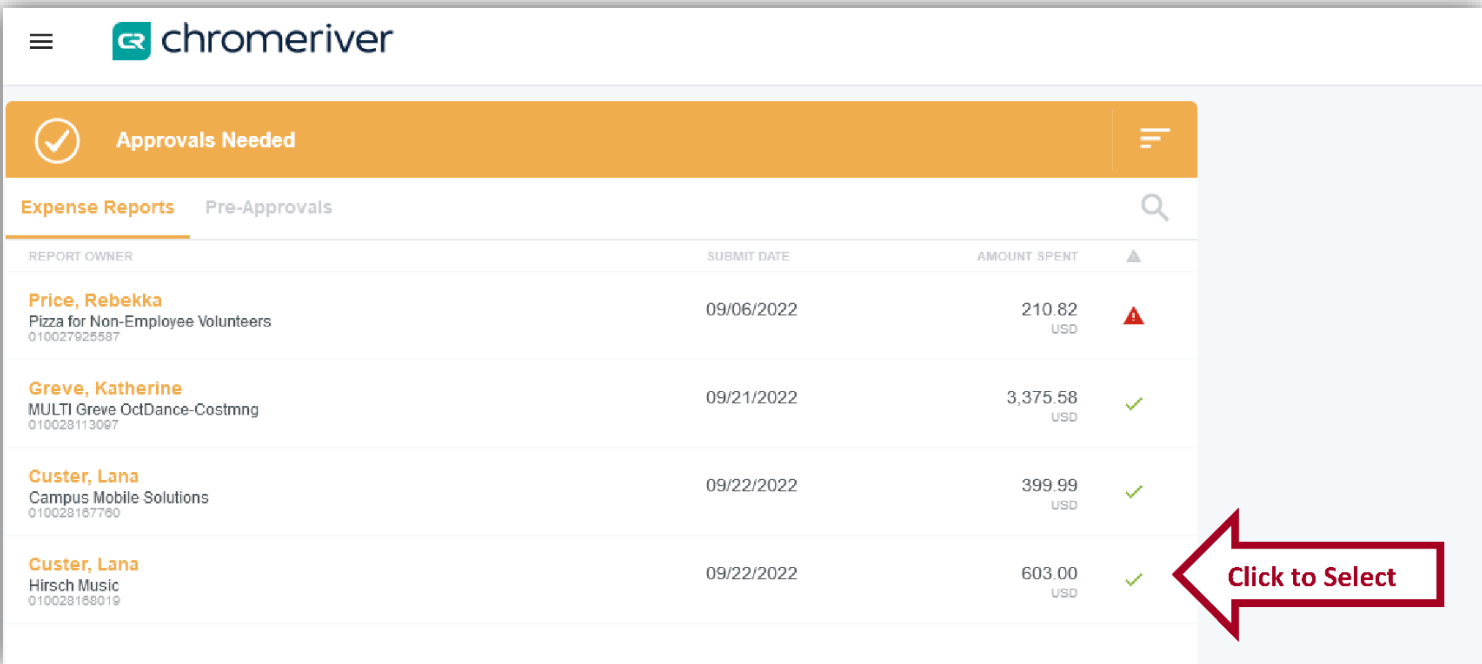 CR chromeriver
Approvals Needed
Expense Reports Pre-Approvals
REPORT OWNER SUBMIT DATE AMOUNT SPENT
Price, Rebekka 09/06/2022 210.82
Pizza for Non-Employee Volunteers USD
010027925587
Greve, Katherine 09/21/2022 3,375.58
MULTI Greve OctDance-Costmng USD
010028113097
Custer, Lana 09/22/2022 399.99
Campus Mobile Solutions USD
010028167760
Custer, Lana 09/22/2022 603.00
Hirsch Music USD
010028168019
Click to Select